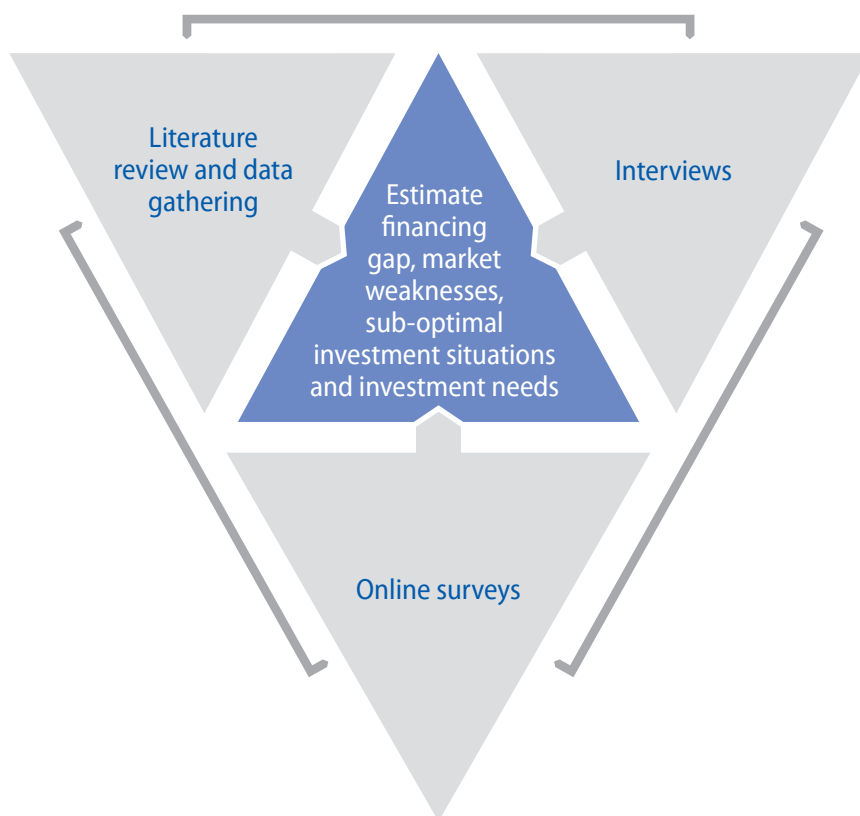 Literature
review and data
gathering
Interviews
Estimate
financing
gap, market
weaknesses,
sub-optimal
investment situations
and investment needs
Online surveys